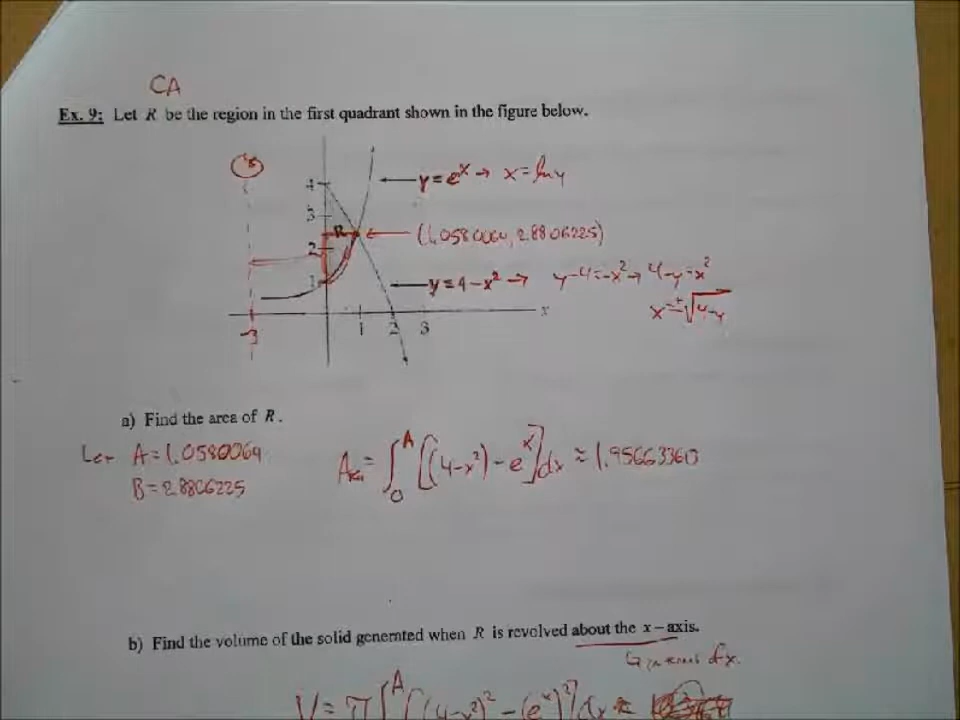 CA
Ex. 9: Let R be the region in the first quadrant shown in the figure below.
4 y = e^x → x = ln y
3
R (1.0580064, 2.8806225)
2
1 y = 4 - x² → y-4=-x² → 4-y=x²
x=±√4-y
x
-3 1 2 3
a) Find the area of R.
Let A = 1.0580064
B = 2.8806225
= ∫₀^A [(4-x²) - e^x]dx ≈ 1.95663360
b) Find the volume of the solid generated when R is revolved about the x-axis.
dx.
V = π∫^A [(4-x²)² - (e^x)²]dx ≈